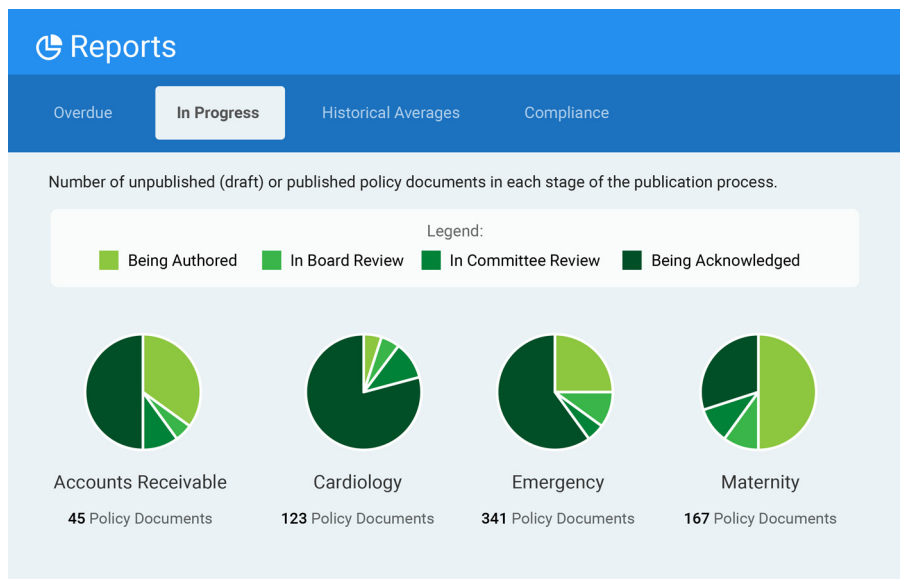 Reports
Overdue In Progress Historical Averages Compliance
Number of unpublished (draft) or published policy documents in each stage of the publication process.
Legend:
Being Authored In Board Review In Committee Review Being Acknowledged
Accounts Receivable Cardiology Emergency Maternity
45 Policy Documents 123 Policy Documents 341 Policy Documents 167 Policy Documents